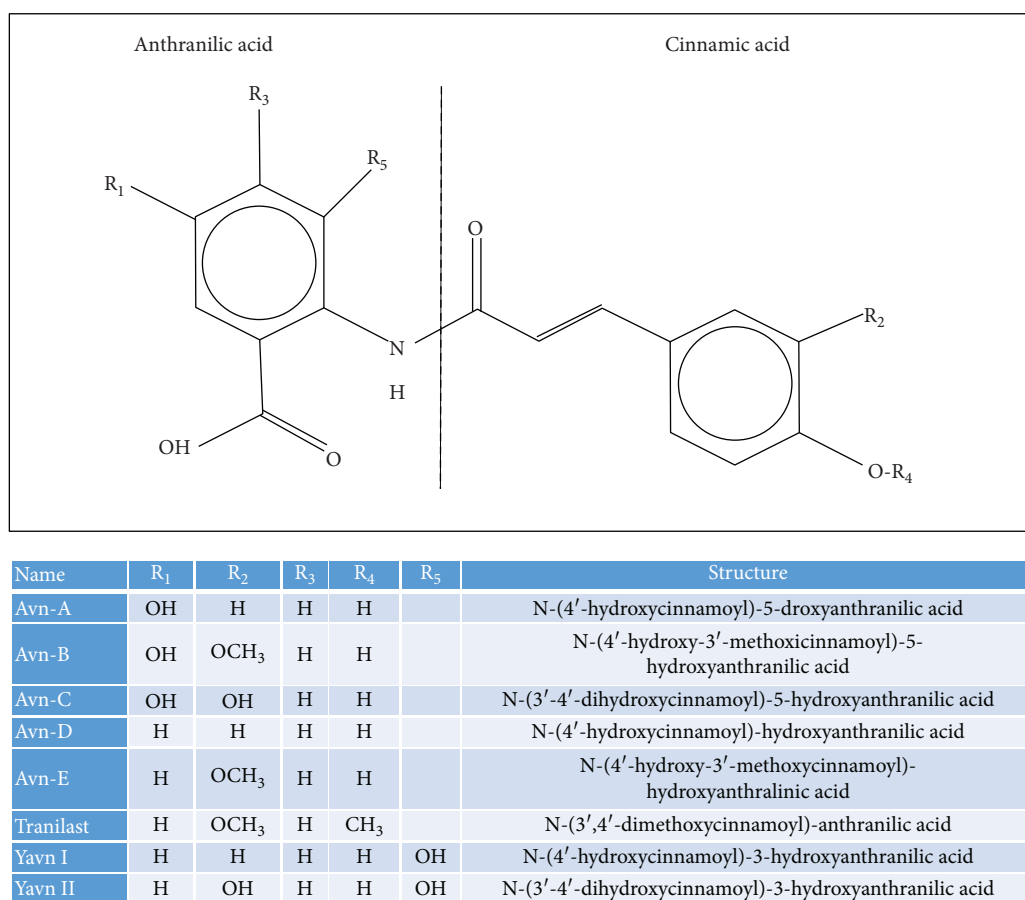 Anthranilic acid Cinnamic acid
R3
R5
R1
O
R2
N
H
OH
O
O-R4
Name R1 R2 R3 R4 R5 Structure
Avn-A OH H H H N-(4′-hydroxycinnamoyl)-5-droxyanthranilic acid
Avn-B OH OCH3 H H N-(4′-hydroxy-3′-methoxicinnamoyl)-5-
hydroxyanthranilic acid
Avn-C OH OH H H N-(3′-4′-dihydroxycinnamoyl)-5-hydroxyanthranilic acid
Avn-D H H H H N-(4′-hydroxycinnamoyl)-hydroxyanthranilic acid
Avn-E H OCH3 H H N-(4′-hydroxy-3′-methoxycinnamoyl)-
hydroxyanthralinic acid
Tranilast H OCH3 H CH3 N-(3′,4′-dimethoxycinnamoyl)-anthranilic acid
Yavn I H H H H OH N-(4′-hydroxycinnamoyl)-3-hydroxyanthranilic acid
Yavn II H OH H H OH N-(3′-4′-dihydroxycinnamoyl)-3-hydroxyanthranilic acid